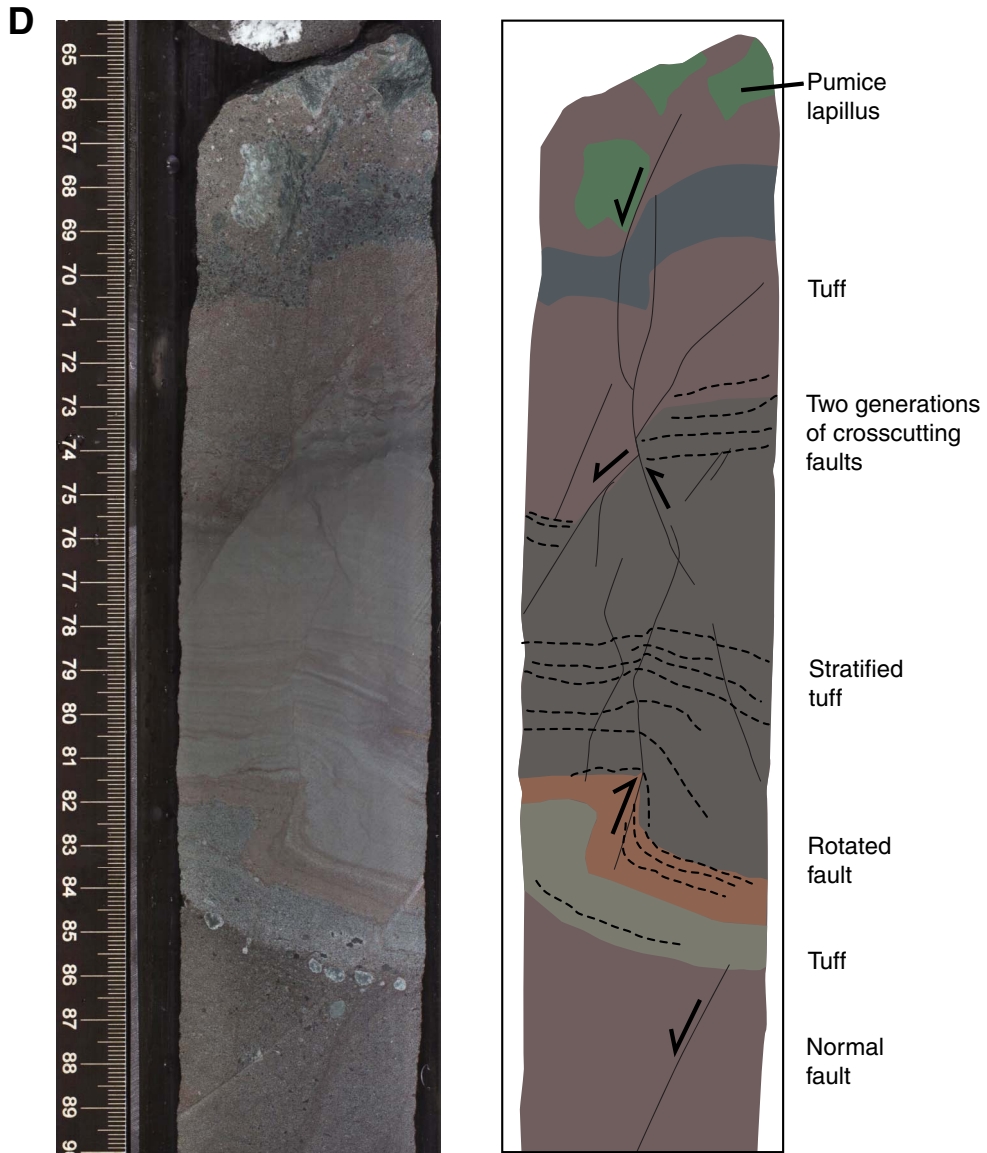 D
65
66
67
68
69
70
71
72
73
74
75
76
77
78
79
80
81
82
83
84
85
86
87
88
89
Pumice
lapillus
Tuff
Two generations
of crosscutting
faults
Stratified
tuff
Rotated
fault
Tuff
Normal
fault